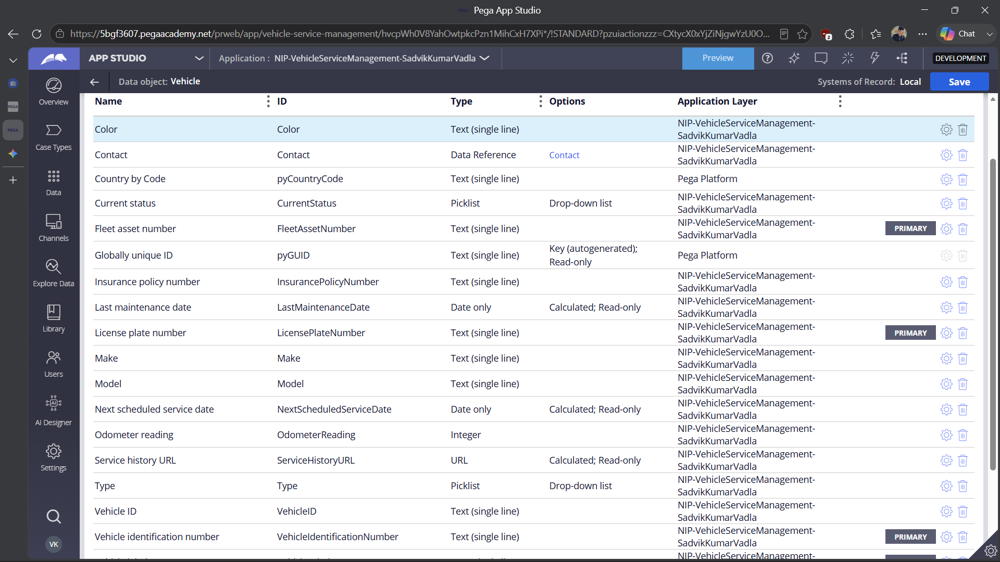 Pega App Studio
https://5bgf3607.pegaacademy.net/prweb/app/vehicle-service-management/hvcpWh0V8YahOwtpkcPzn1MihCxH7XPi*/!STANDARD?pzuiactionzzz=CXtycX0xYjZiNjgwYzU0O...
2
Chat
APP STUDIO
Application : NIP-VehicleServiceManagement-SadvikKumarVadla
Preview
DEVELOPMENT
Data object: Vehicle
Systems of Record: Local
Save
PEGA
PEGA
Overview
Case Types
Data
Channels
Explore Data
Library
Users
AI
AI Designer
Settings
VK
Name ID Type Options Application Layer
Color Color Text (single line) NIP-VehicleServiceManagement-
SadvikKumarVadla
Contact Contact Data Reference Contact NIP-VehicleServiceManagement-
SadvikKumarVadla
Country by Code pyCountryCode Text (single line) Pega Platform
Current status CurrentStatus Picklist Drop-down list NIP-VehicleServiceManagement-
SadvikKumarVadla
Fleet asset number FleetAssetNumber Text (single line) NIP-VehicleServiceManagement-
SadvikKumarVadla PRIMARY
Globally unique ID pyGUID Text (single line) Key (autogenerated);
Read-only Pega Platform
Insurance policy number InsurancePolicyNumber Text (single line) NIP-VehicleServiceManagement-
SadvikKumarVadla
Last maintenance date LastMaintenanceDate Date only Calculated; Read-only NIP-VehicleServiceManagement-
SadvikKumarVadla
License plate number LicensePlateNumber Text (single line) NIP-VehicleServiceManagement-
SadvikKumarVadla PRIMARY
Make Make Text (single line) NIP-VehicleServiceManagement-
SadvikKumarVadla
Model Model Text (single line) NIP-VehicleServiceManagement-
SadvikKumarVadla
Next scheduled service date NextScheduledServiceDate Date only Calculated; Read-only NIP-VehicleServiceManagement-
SadvikKumarVadla
Odometer reading OdometerReading Integer NIP-VehicleServiceManagement-
SadvikKumarVadla
Service history URL ServiceHistoryURL URL Calculated; Read-only NIP-VehicleServiceManagement-
SadvikKumarVadla
Type Type Picklist Drop-down list NIP-VehicleServiceManagement-
SadvikKumarVadla
Vehicle ID VehicleID Text (single line) NIP-VehicleServiceManagement-
SadvikKumarVadla
Vehicle identification number VehicleIdentificationNumber Text (single line) NIP-VehicleServiceManagement-
SadvikKumarVadla PRIMARY
NIP-VehicleServiceManagement-